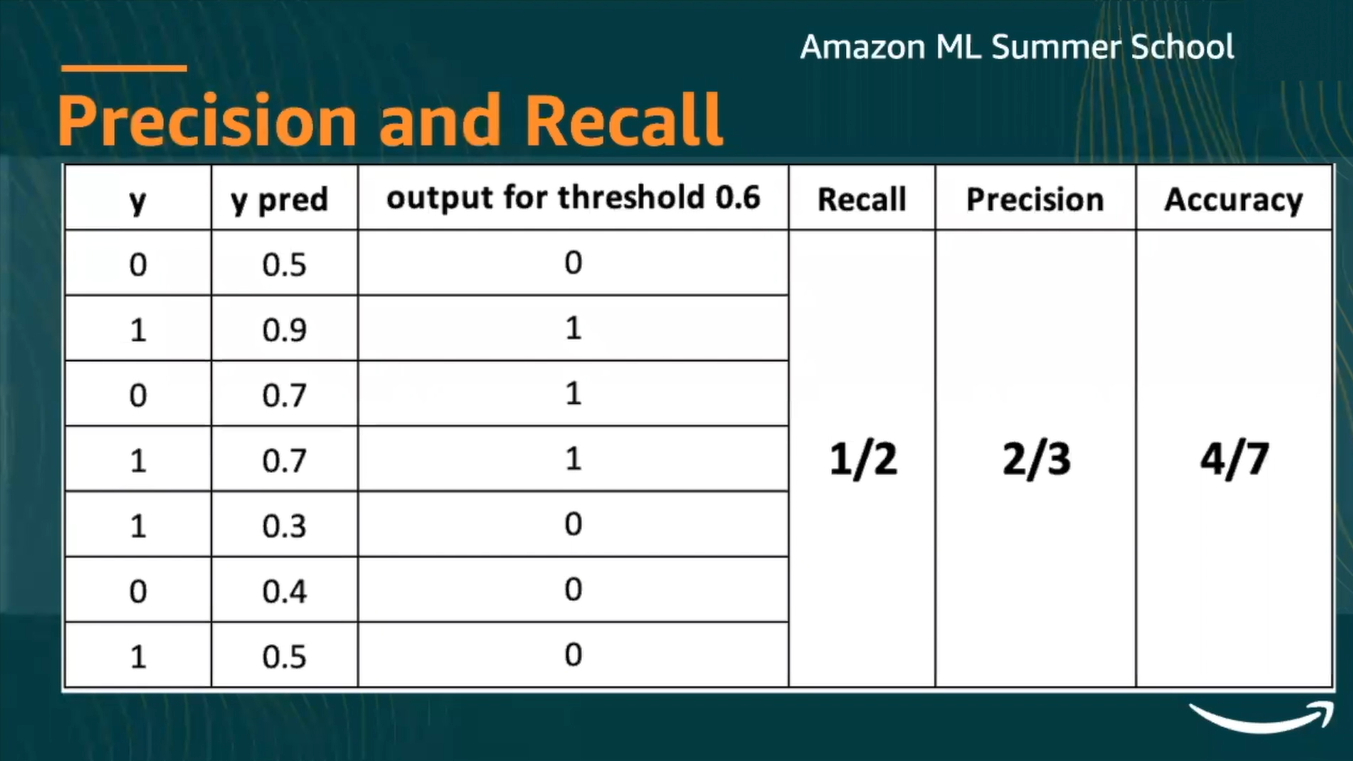 Amazon ML Summer School
Precision and Recall
y y pred output for threshold 0.6 Recall Precision Accuracy
0 0.5 0
1 0.9 1
0 0.7 1
1 0.7 1 1/2 2/3 4/7
1 0.3 0
0 0.4 0
1 0.5 0